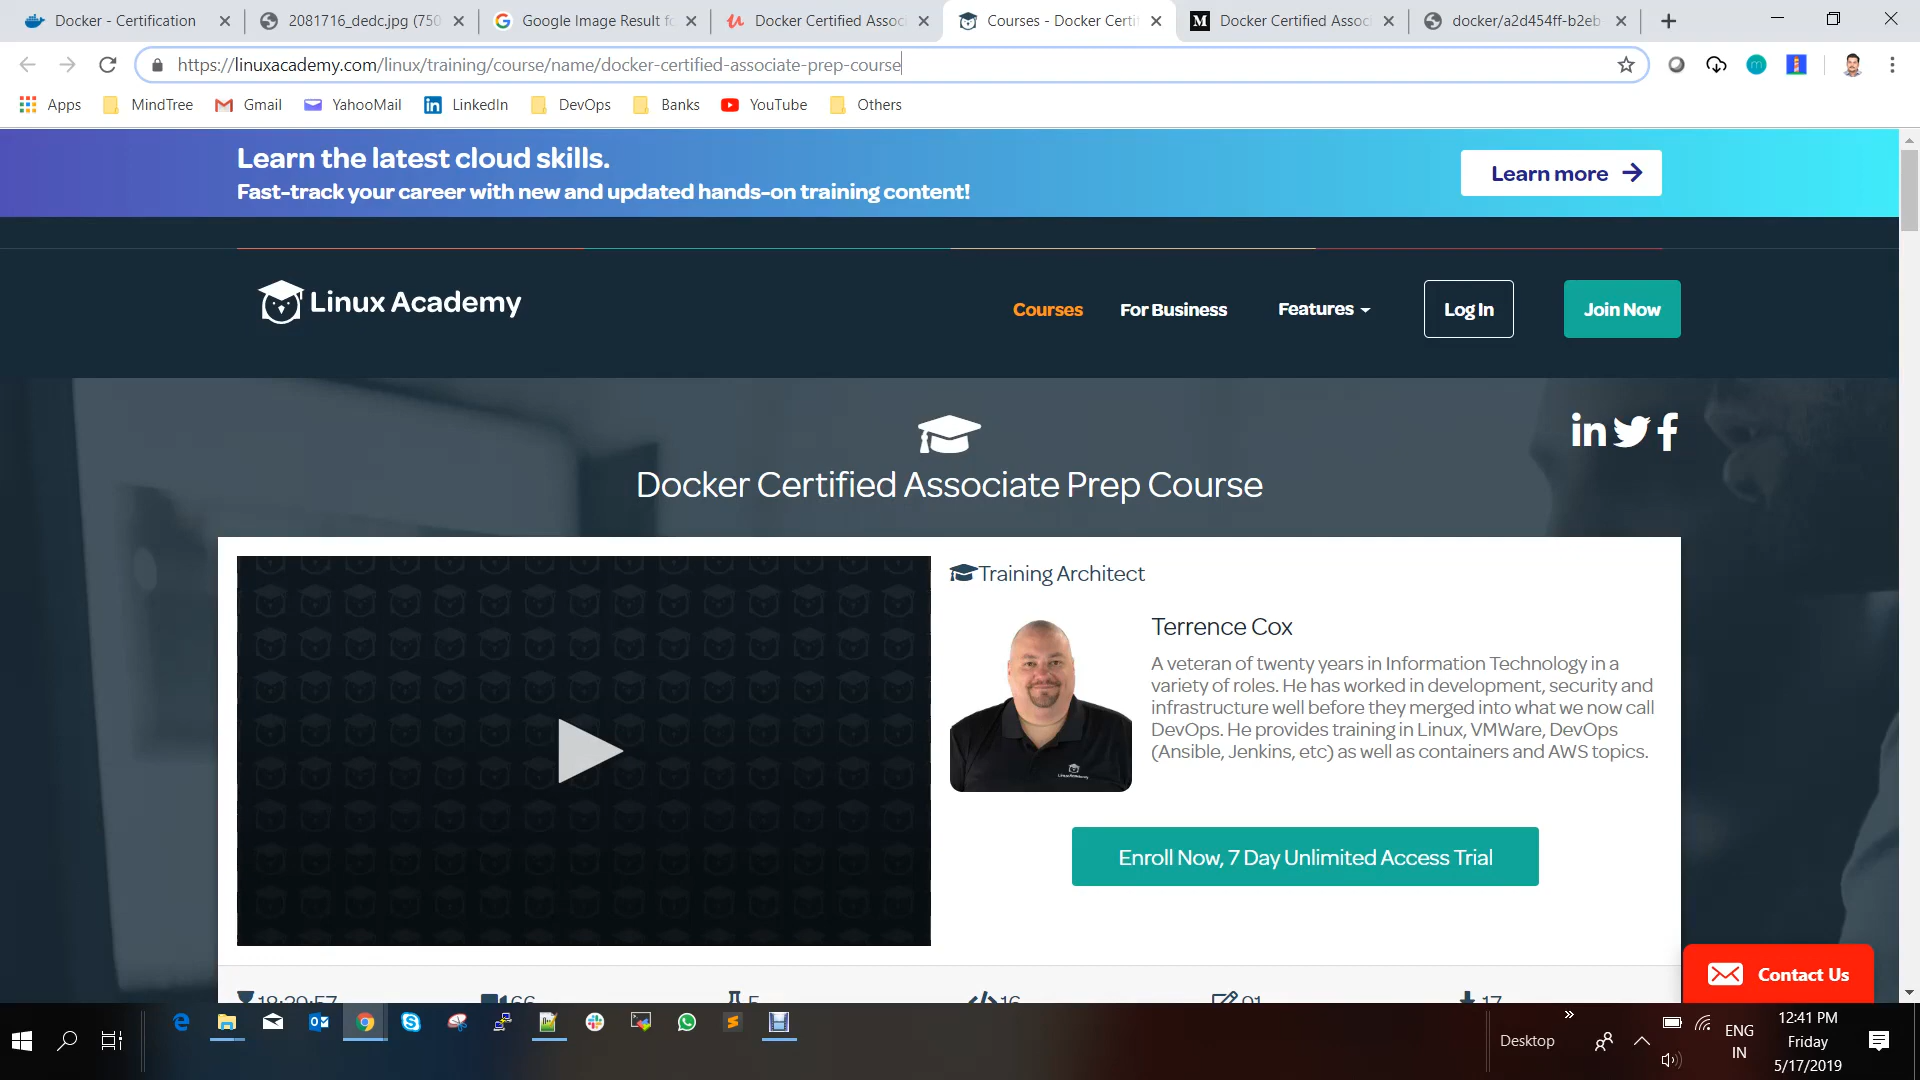 Docker - Certification
2081716_dedc.jpg (750
Google Image Result fo
Docker Certified Assoc
Courses - Docker Certi
Docker Certified Assoc
docker/a2d454ff-b2eb
https://linuxacademy.com/linux/training/course/name/docker-certified-associate-prep-course
Apps
MindTree
Gmail
YahooMail
LinkedIn
DevOps
Banks
YouTube
Others
Learn the latest cloud skills.
Fast-track your career with new and updated hands-on training content!
Learn more
Linux Academy
Courses
For Business
Features
Log In
Join Now
Docker Certified Associate Prep Course
Training Architect
Terrence Cox
A veteran of twenty years in Information Technology in a
variety of roles. He has worked in development, security and
infrastructure well before they merged into what we now call
DevOps. He provides training in Linux, VMWare, DevOps
(Ansible, Jenkins, etc) as well as containers and AWS topics.
Enroll Now, 7 Day Unlimited Access Trial
Contact Us
Desktop
ENG
IN
12:41 PM
Friday
5/17/2019